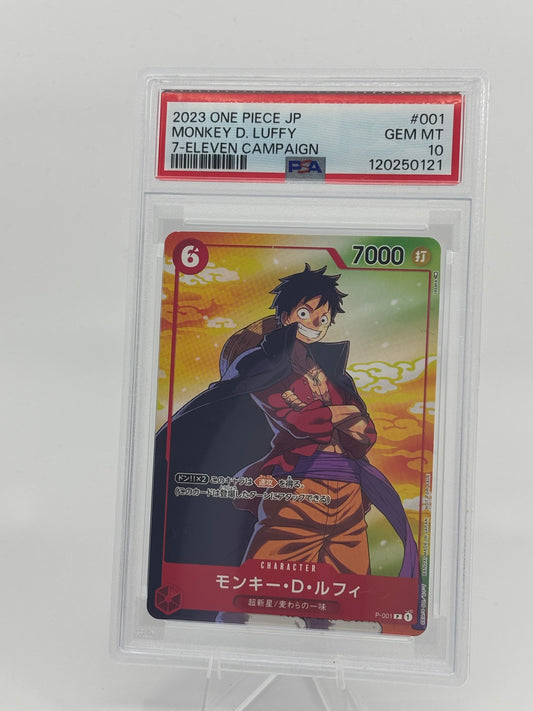 2023 ONE PIECE JP #001
MONKEY D. LUFFY GEM MT
7-ELEVEN CAMPAIGN 10
PSA 120250121
6 7000 打
ドン!!×2 このキャラは 速攻 を得る。
(このカードは登場したターンにアタックできる)
CHARACTER
モンキー・D・ルフィ
超新星/麦わらの一味
P-001 P 1